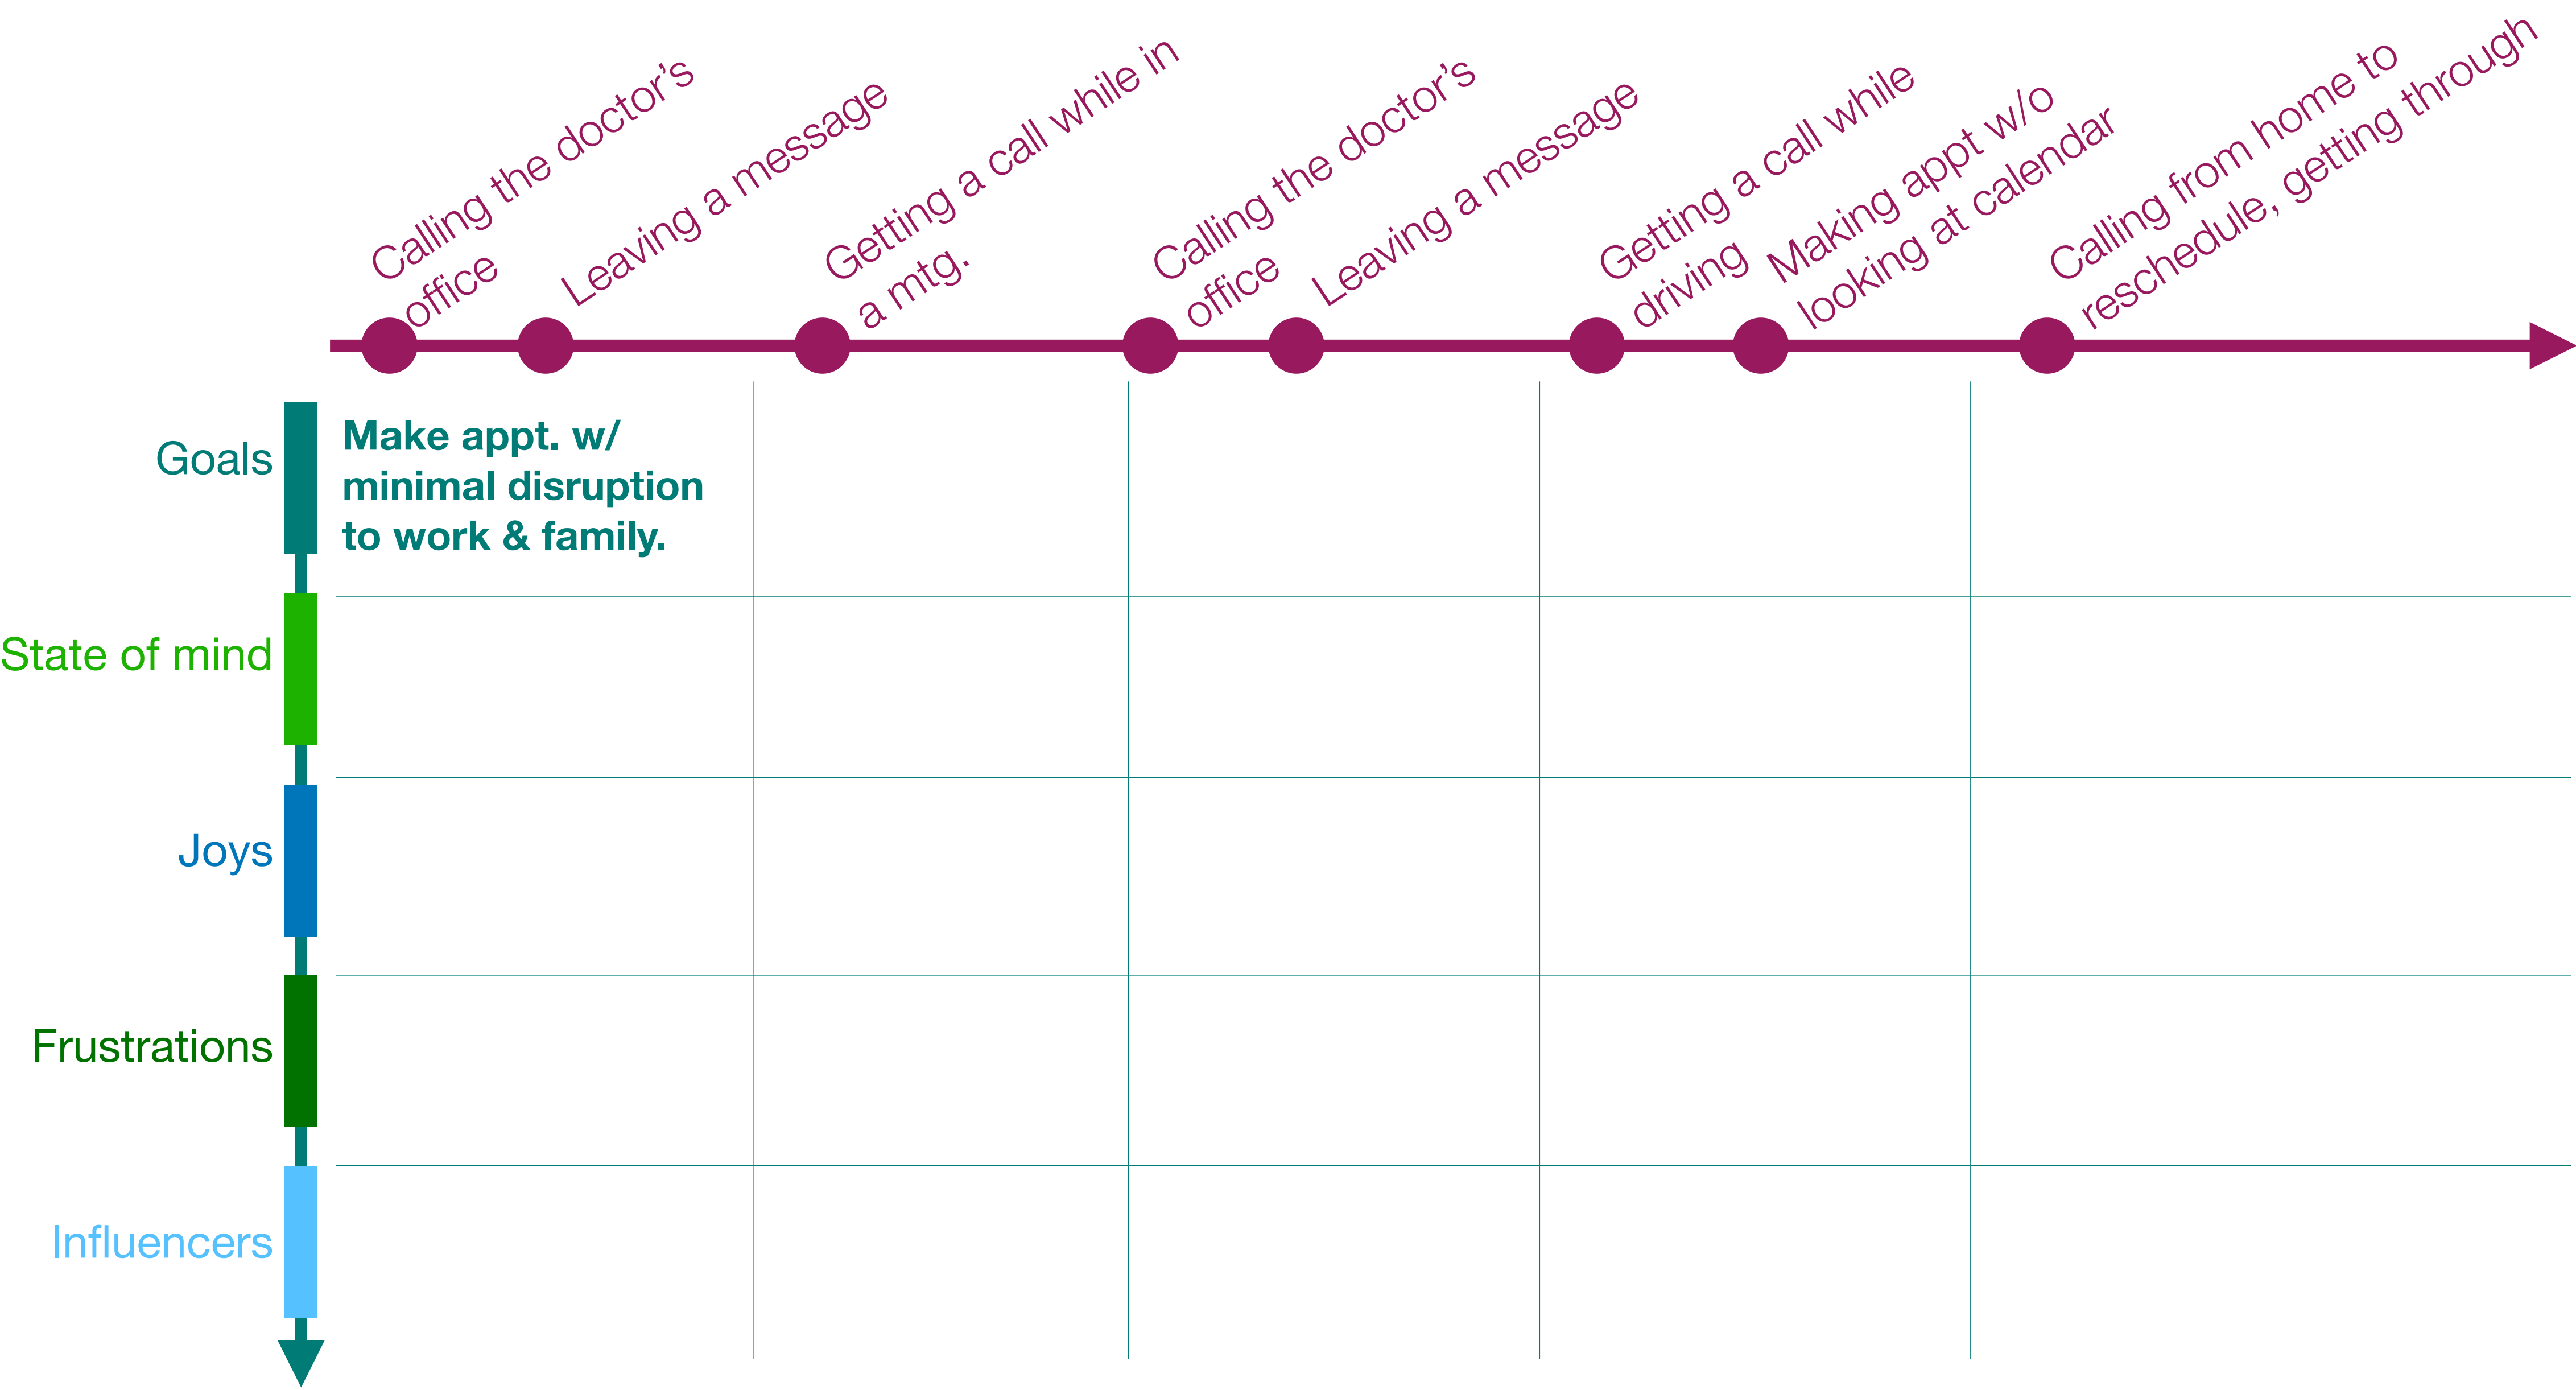 Calling the doctor’s
office
Leaving a message
Getting a call while in
a mtg.
Calling the doctor’s
office
Leaving a message
Getting a call while
driving
Making appt w/o
looking at calendar
Calling from home to
reschedule, getting through
Goals
Make appt. w/
minimal disruption
to work & family.
State of mind
Joys
Frustrations
Influencers